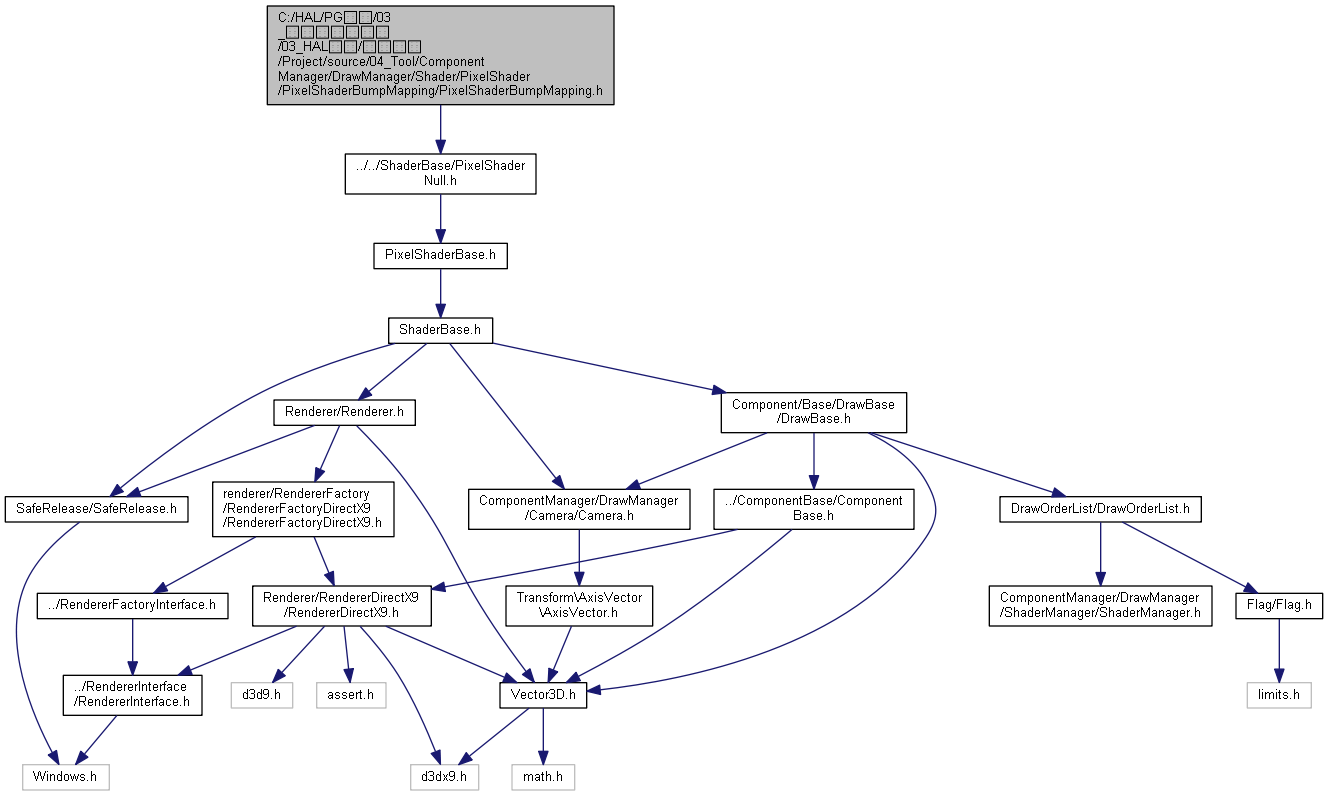 C:/HAL/PG□□/03
_□□□□□□□
/03_HAL□□/□□□□
/Project/source/04_Tool/Component
Manager/DrawManager/Shader/PixelShader
/PixelShaderBumpMapping/PixelShaderBumpMapping.h
../../ShaderBase/PixelShader
Null.h
PixelShaderBase.h
ShaderBase.h
Component/Base/DrawBase
/DrawBase.h
Renderer/Renderer.h
SafeRelease/SafeRelease.h
renderer/RendererFactory
/RendererFactoryDirectX9
/RendererFactoryDirectX9.h
ComponentManager/DrawManager
/Camera/Camera.h
../ComponentBase/Component
Base.h
DrawOrderList/DrawOrderList.h
../RendererFactoryInterface.h
Renderer/RendererDirectX9
/RendererDirectX9.h
Transform\AxisVector
\AxisVector.h
ComponentManager/DrawManager
/ShaderManager/ShaderManager.h
Flag/Flag.h
../RendererInterface
/RendererInterface.h
d3d9.h
assert.h
Vector3D.h
limits.h
Windows.h
d3dx9.h
math.h